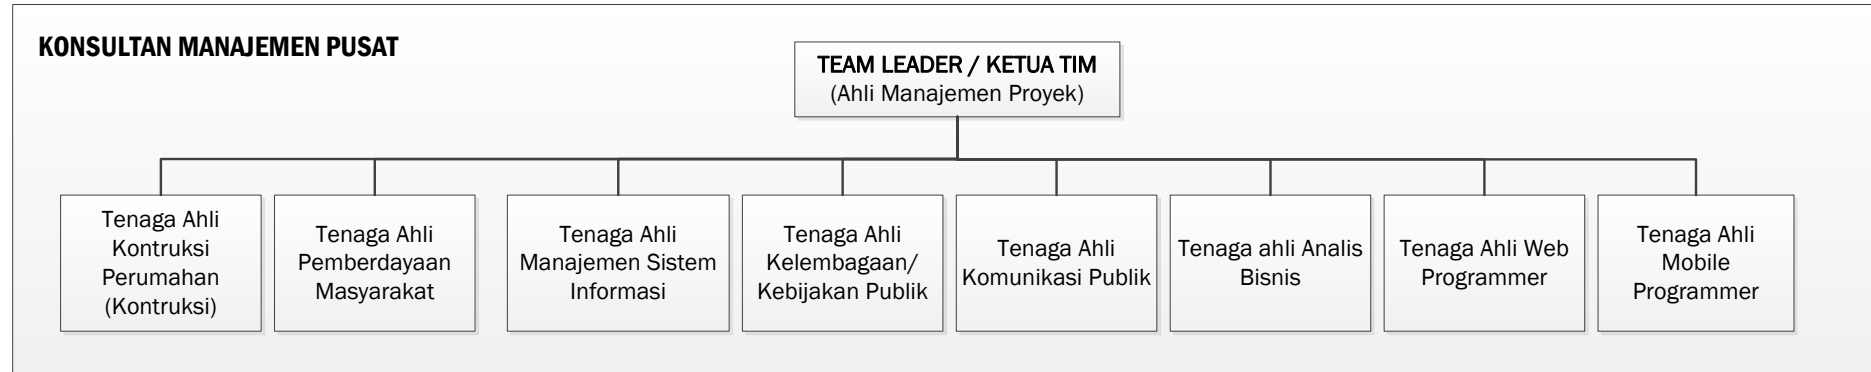 KONSULTAN MANAJEMEN PUSAT
TEAM LEADER / KETUA TIM
(Ahli Manajemen Proyek)
Tenaga Ahli
Kontruksi
Perumahan
(Kontruksi)
Tenaga Ahli
Pemberdayaan
Masyarakat
Tenaga Ahli
Manajemen Sistem
Informasi
Tenaga Ahli
Kelembagaan/
Kebijakan Publik
Tenaga Ahli
Komunikasi Publik
Tenaga ahli Analis
Bisnis
Tenaga Ahli Web
Programmer
Tenaga Ahli
Mobile
Programmer